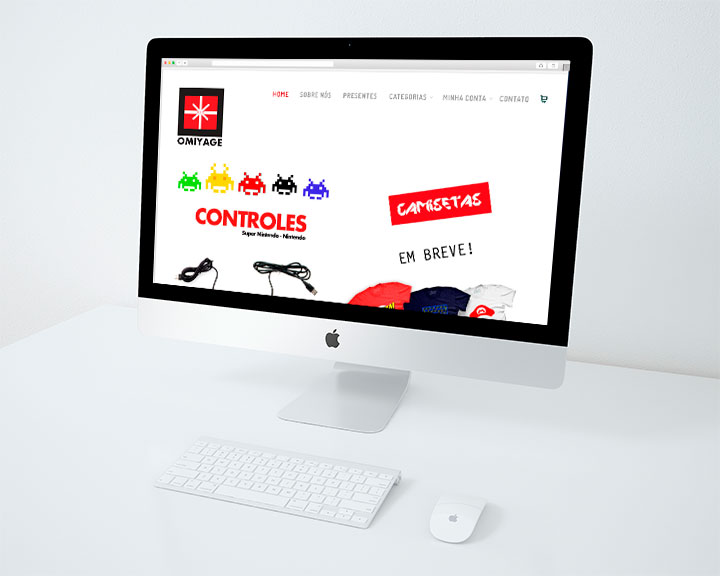 HOME SOBRE NÓS PRESENTES CATEGORIAS MINHA CONTA CONTATO
OMIYAGE
CONTROLES
Super Nintendo - Nintendo
CAMISETAS
EM BREVE!